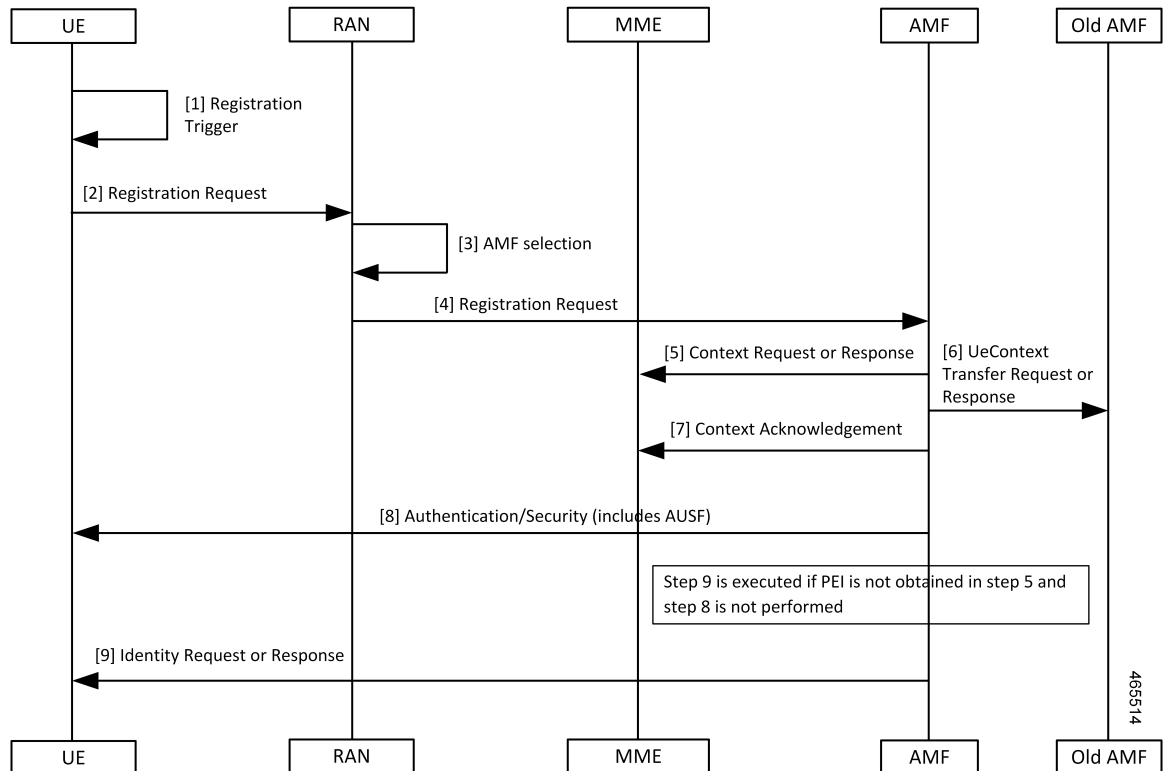 UE
RAN
MME
AMF
Old AMF
[1] Registration
Trigger
[2] Registration Request
[3] AMF selection
[4] Registration Request
[5] Context Request or Response
[6] UeContext
Transfer Request or
Response
[7] Context Acknowledgement
[8] Authentication/Security (includes AUSF)
Step 9 is executed if PEI is not obtained in step 5 and
step 8 is not performed
[9] Identity Request or Response
465514
UE
RAN
MME
AMF
Old AMF